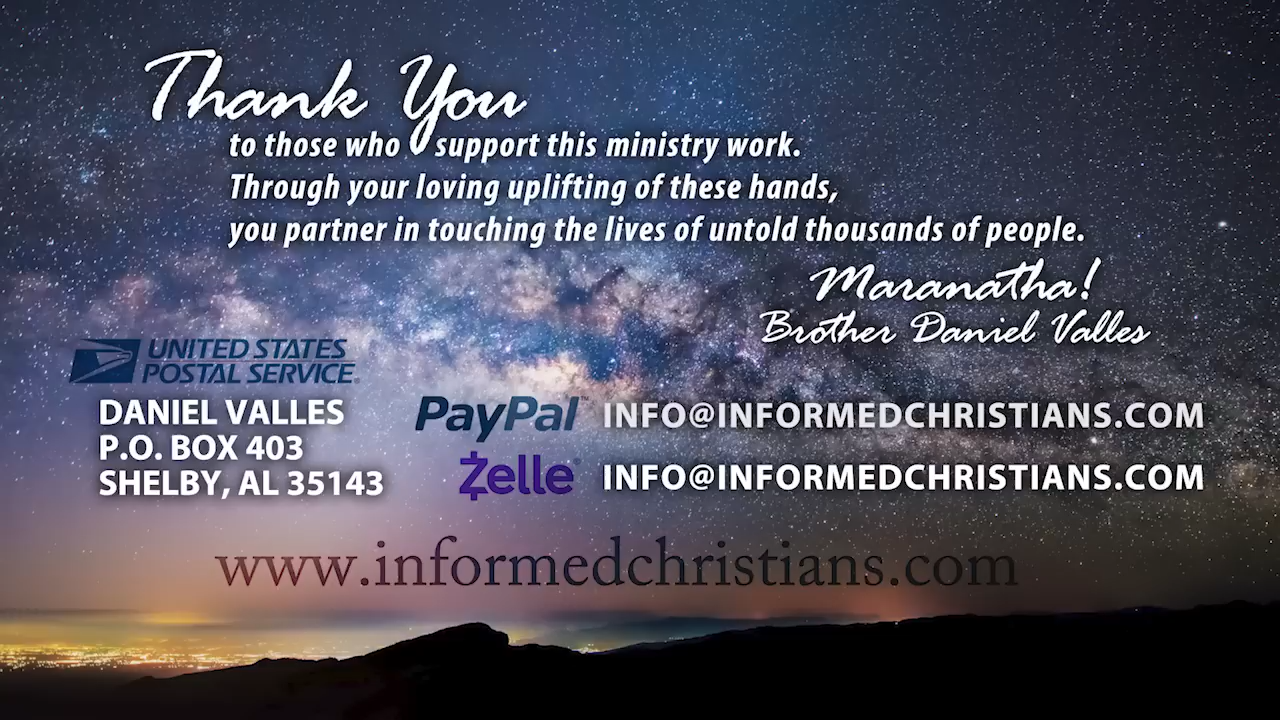 Thank You
to those who support this ministry work.
Through your loving uplifting of these hands,
you partner in touching the lives of untold thousands of people.
Maranatha!
Brother Daniel Valles
UNITED STATES
POSTAL SERVICE®
DANIEL VALLES
P.O. BOX 403
SHELBY, AL 35143
PayPal™ INFO@INFORMEDCHRISTIANS.COM
Zelle® INFO@INFORMEDCHRISTIANS.COM
www.informedchristians.com